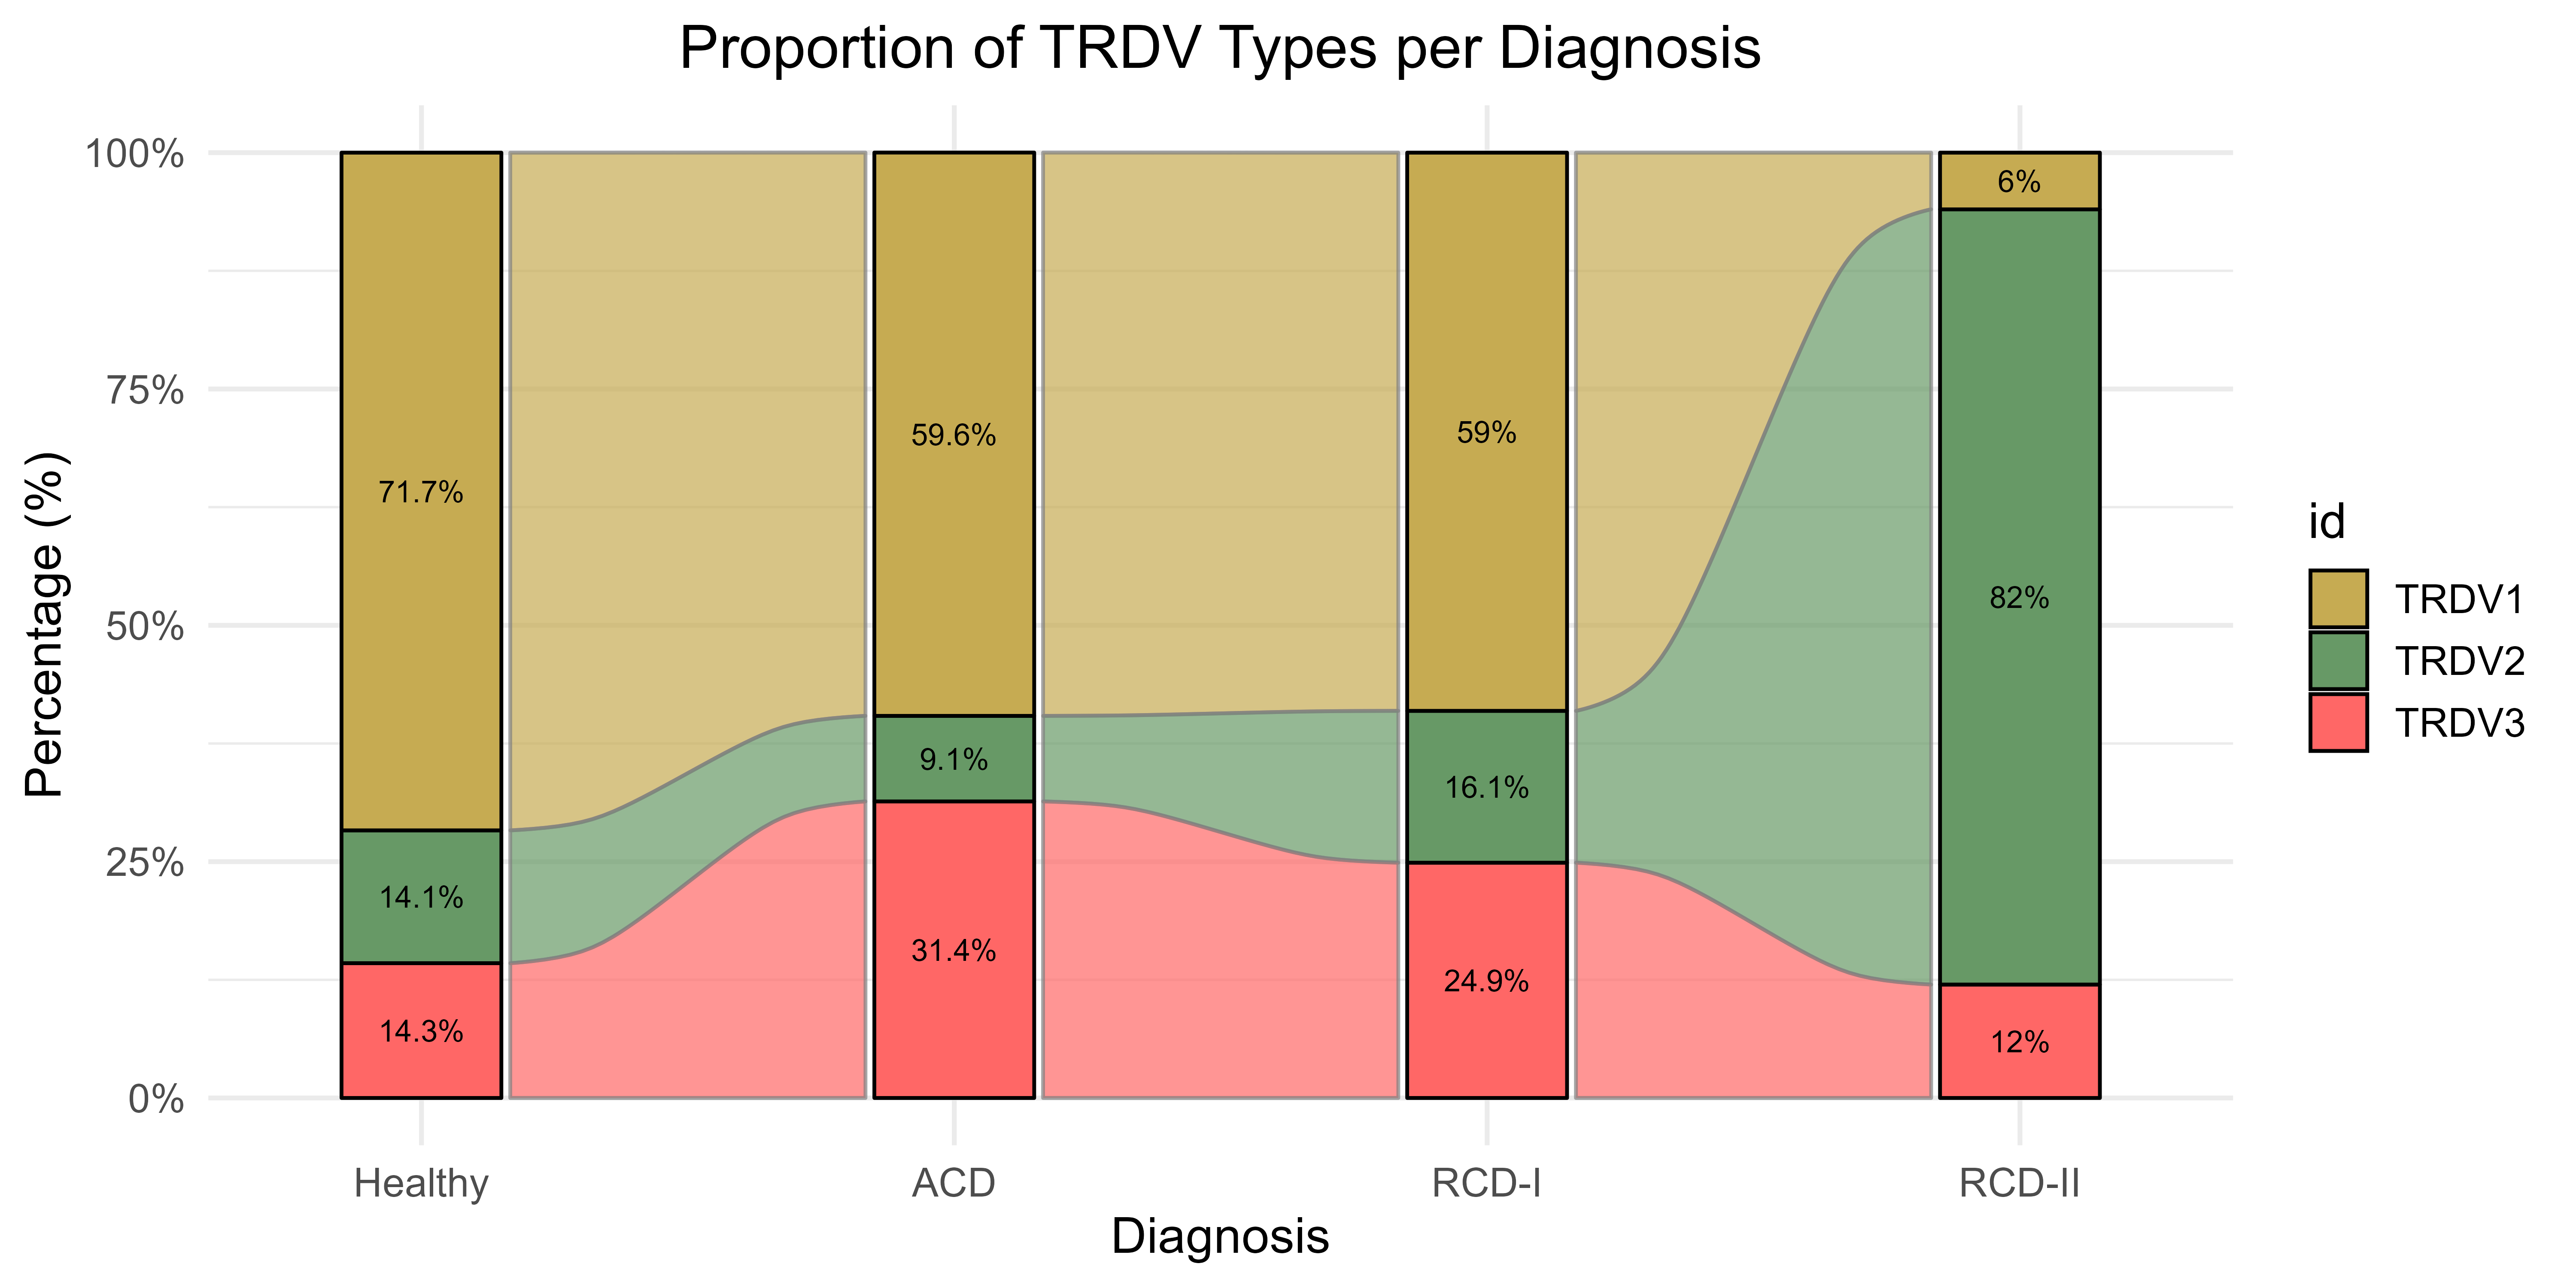 Proportion of TRDV Types per Diagnosis
Percentage (%)
100%
75%
50%
25%
0%
71.7%
14.1%
14.3%
59.6%
9.1%
31.4%
59%
16.1%
24.9%
6%
82%
12%
Healthy
ACD
RCD-I
RCD-II
Diagnosis
id
TRDV1
TRDV2
TRDV3